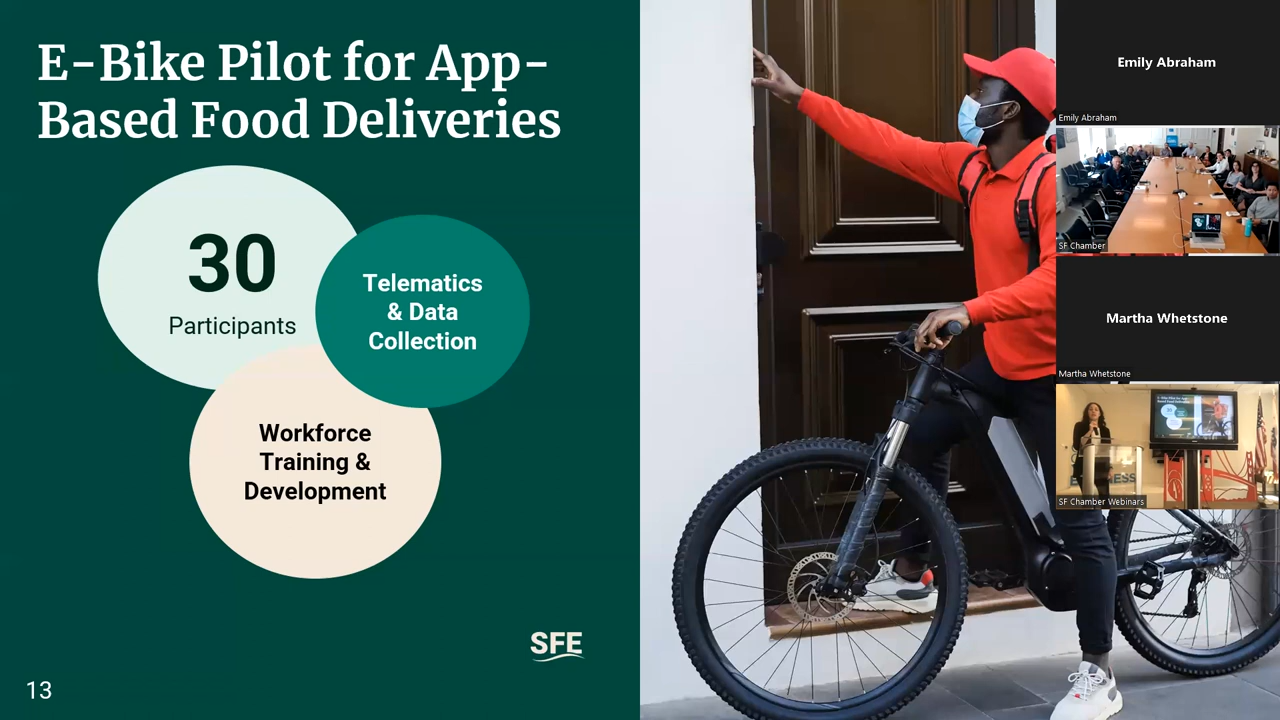 E-Bike Pilot for App-
Based Food Deliveries
30
Participants
Telematics
& Data
Collection
Workforce
Training &
Development
SFE
13
Emily Abraham
Emily Abraham
SF Chamber
Martha Whetstone
Martha Whetstone
SF Chamber Webinars